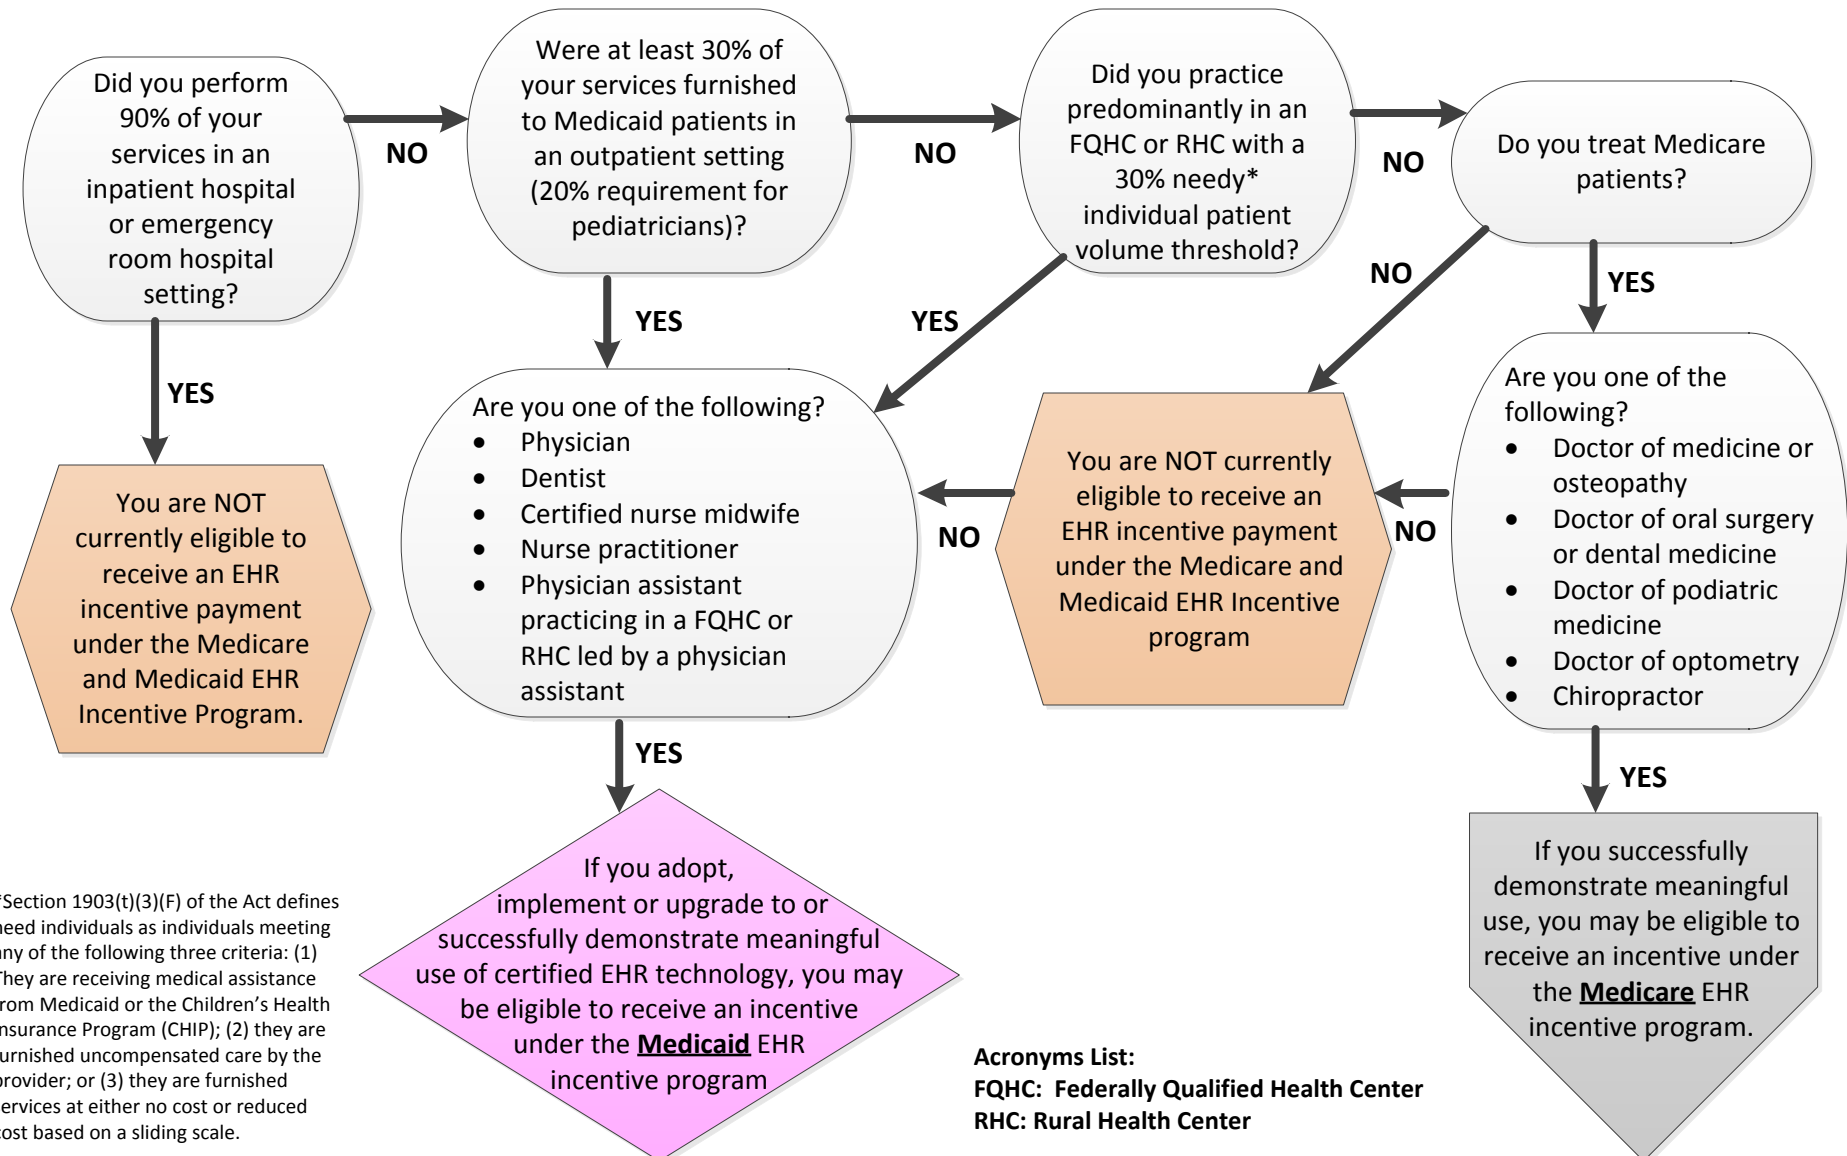 Did you perform
90% of your
services in an
inpatient hospital
or emergency
room hospital
setting?
NO
YES
You are NOT
currently eligible to
receive an EHR
incentive payment
under the Medicare
and Medicaid EHR
Incentive Program.
Were at least 30% of
your services furnished
to Medicaid patients in
an outpatient setting
(20% requirement for
pediatricians)?
NO
YES
Did you practice
predominantly in an
FQHC or RHC with a
30% needy*
individual patient
volume threshold?
NO
YES
Do you treat Medicare
patients?
NO
YES
Are you one of the following?
• Physician
• Dentist
• Certified nurse midwife
• Nurse practitioner
• Physician assistant
practicing in a FQHC or
RHC led by a physician
assistant
NO
YES
You are NOT currently
eligible to receive an
EHR incentive payment
under the Medicare and
Medicaid EHR Incentive
program
Are you one of the
following?
• Doctor of medicine or
osteopathy
• Doctor of oral surgery
or dental medicine
• Doctor of podiatric
medicine
• Doctor of optometry
• Chiropractor
NO
YES
If you adopt,
implement or upgrade to or
successfully demonstrate meaningful
use of certified EHR technology, you may
be eligible to receive an incentive
under the Medicaid EHR
incentive program
If you successfully
demonstrate meaningful
use, you may be eligible to
receive an incentive under
the Medicare EHR
incentive program.
*Section 1903(t)(3)(F) of the Act defines
need individuals as individuals meeting
any of the following three criteria: (1)
They are receiving medical assistance
from Medicaid or the Children's Health
Insurance Program (CHIP); (2) they are
furnished uncompensated care by the
provider; or (3) they are furnished
services at either no cost or reduced
cost based on a sliding scale.
Acronyms List:
FQHC: Federally Qualified Health Center
RHC: Rural Health Center